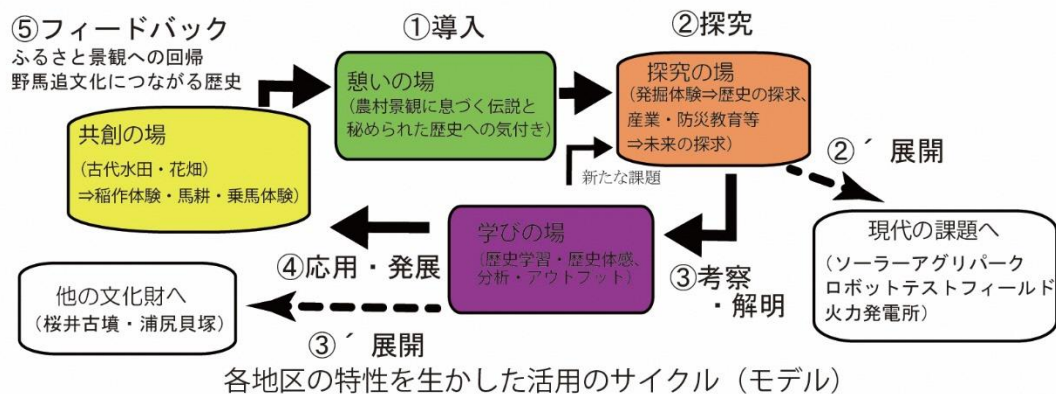 ⑤フィードバック
ふるさと景観への回帰
野馬追文化につながる歴史
①導入
②探究
憩いの場
(農村景観に息づく伝説と
秘められた歴史への気付き)
探究の場
(発掘体験⇒歴史の探求、
産業・防災教育等
⇒未来の探求)
共創の場
(古代水田・花畑)
⇒稲作体験・馬耕・乗馬体験)
新たな課題
②´展開
学びの場
(歴史学習・歴史体感、
分析・アウトフット)
現代の課題へ
(ソーラーアグリパーク
ロボットテストフィールド
火力発電所)
③考察
・解明
④応用・発展
他の文化財へ
(桜井古墳・浦尻貝塚)
③´展開
各地区の特性を生かした活用のサイクル(モデル)